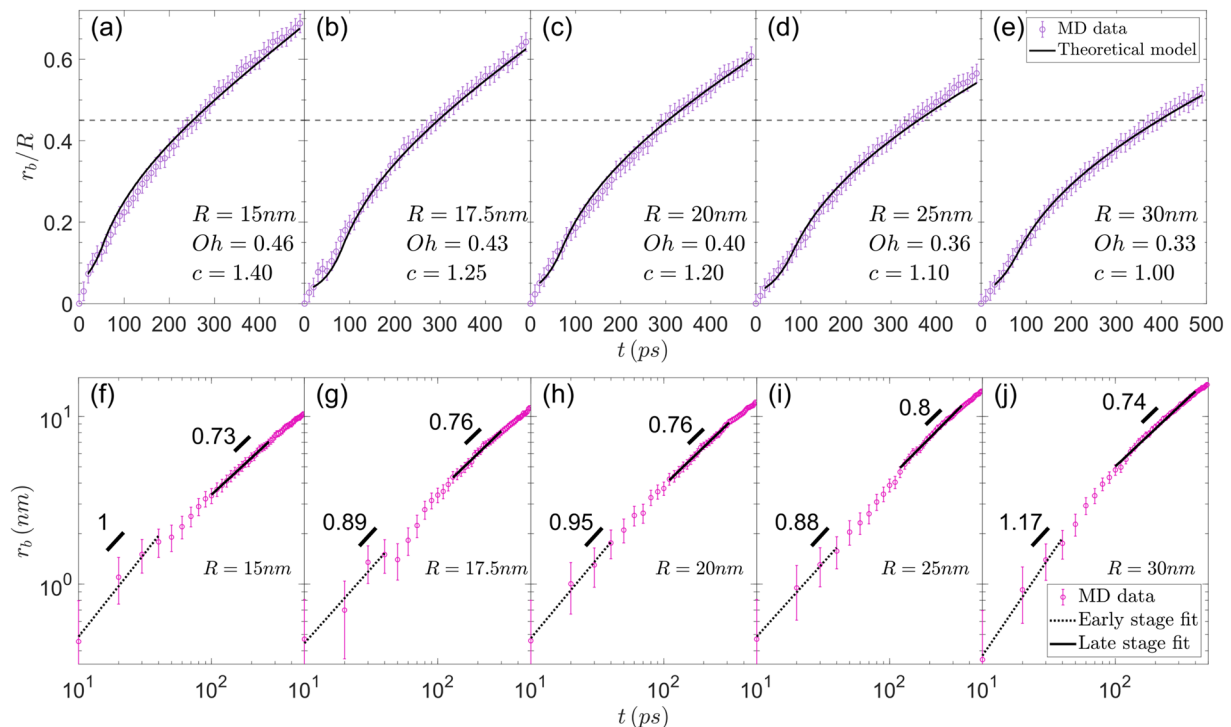 (a) (b) (c) (d) (e)
MD data
Theoretical model
0.6
0.4
0.2
0
r_b/R
R = 15nm
Oh = 0.46
c = 1.40
R = 17.5nm
Oh = 0.43
c = 1.25
R = 20nm
Oh = 0.40
c = 1.20
R = 25nm
Oh = 0.36
c = 1.10
R = 30nm
Oh = 0.33
c = 1.00
0 100 200 300 400 0 100 200 300 400 0 100 200 300 400 0 100 200 300 400 0 100 200 300 400 500
t (ps)
(f) (g) (h) (i) (j)
10^1
10^0
r_b (nm)
0.73
1
R = 15nm
0.76
0.89
R = 17.5nm
0.76
0.95
R = 20nm
0.8
0.88
R = 25nm
0.74
1.17
R = 30nm
MD data
Early stage fit
Late stage fit
10^1 10^2 10^1 10^2 10^1 10^2 10^1 10^2 10^1 10^2
t (ps)